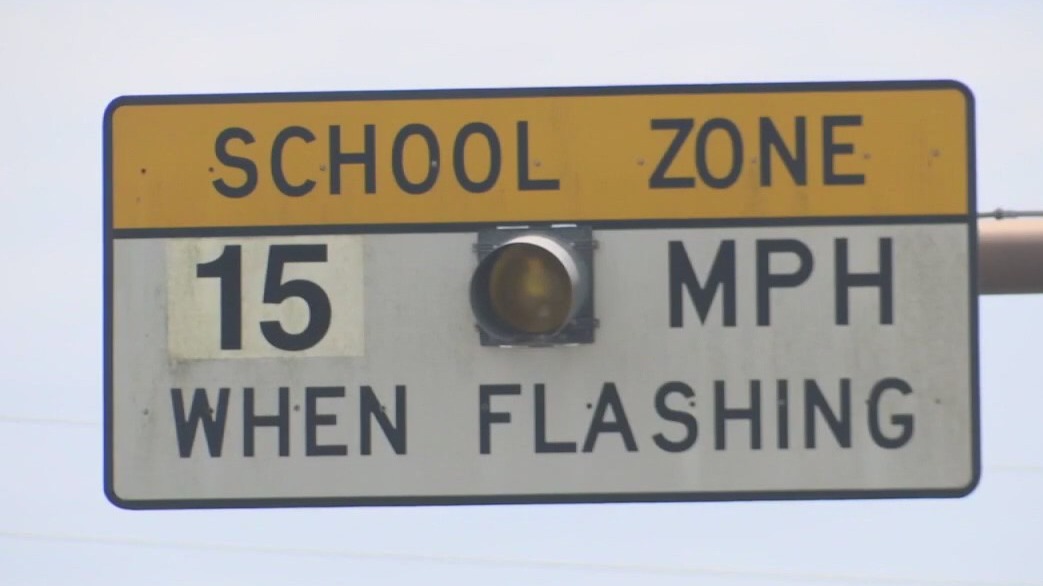 SCHOOL ZONE
15 MPH
WHEN FLASHING